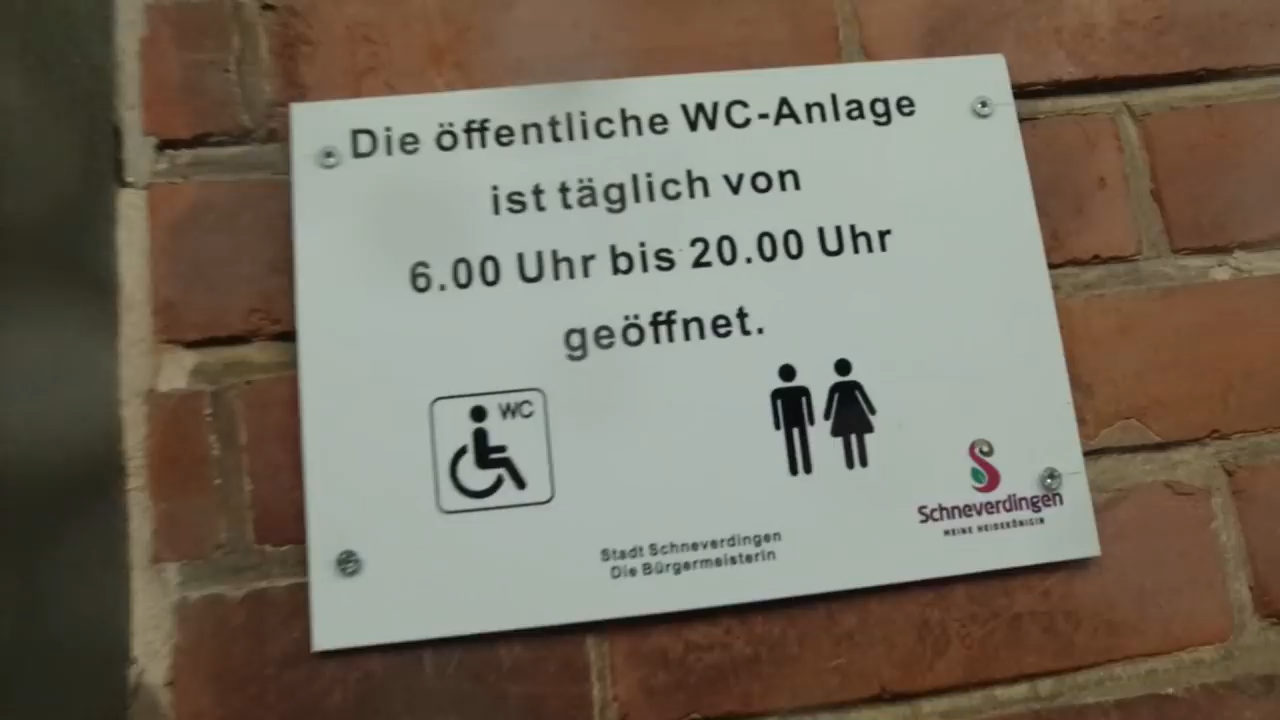 Die öffentliche WC-Anlage
ist täglich von
6.00 Uhr bis 20.00 Uhr
geöffnet.
WC
Schneverdingen
MEINE HEIDEKÖNIGIN
Stadt Schneverdingen
Die Bürgermeisterin